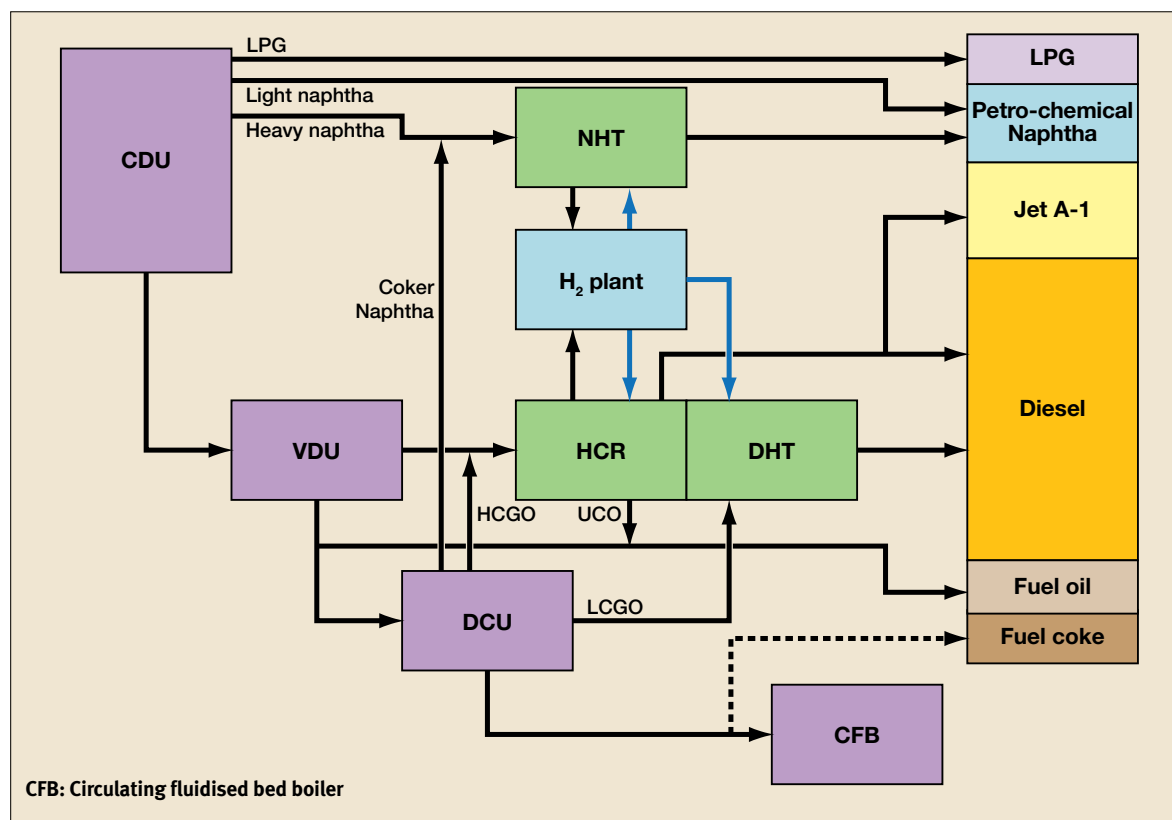 LPG
LPG
Light naphtha
Heavy naphtha
Petro-chemical
Naphtha
NHT
CDU
Jet A-1
Coker
Naphtha
H₂ plant
Diesel
VDU
HCR
DHT
HCGO
UCO
Fuel oil
LCGO
DCU
Fuel coke
CFB
CFB: Circulating fluidised bed boiler